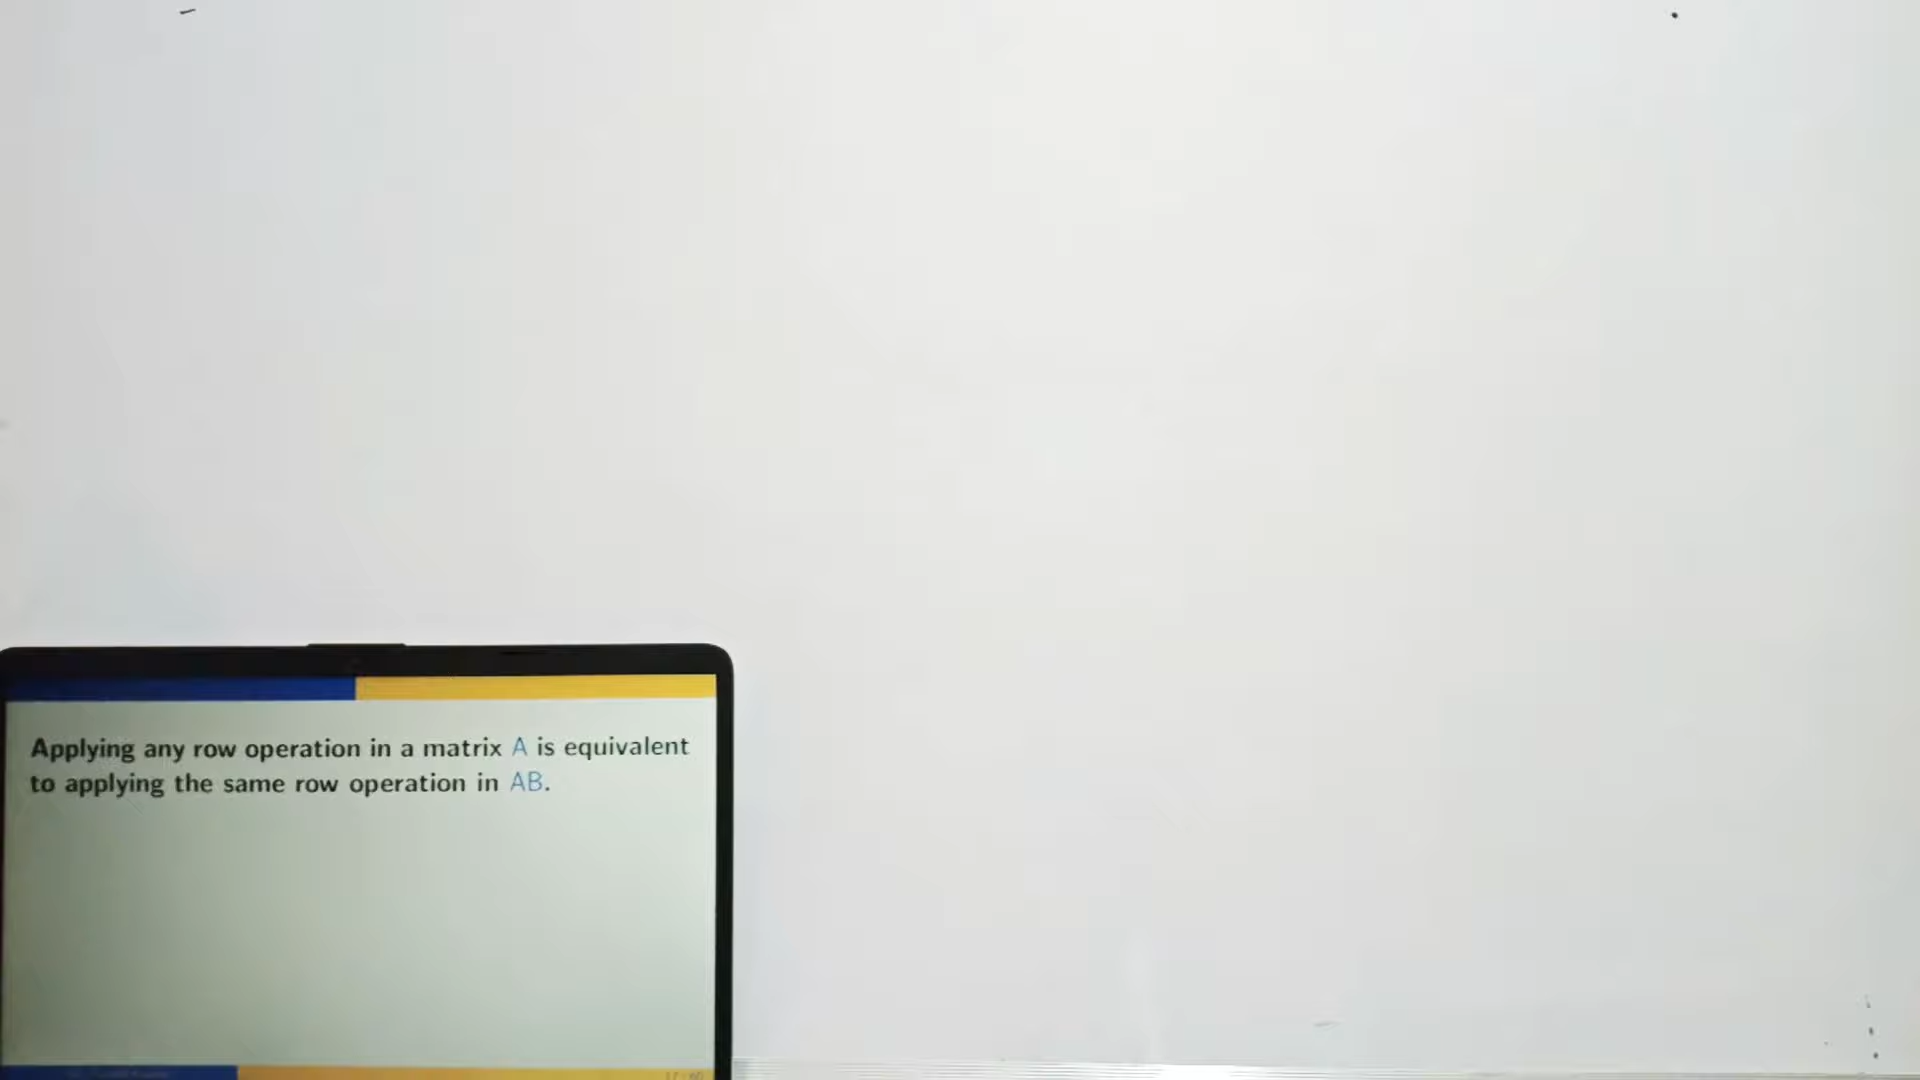 Applying any row operation in a matrix A is equivalent
to applying the same row operation in AB.